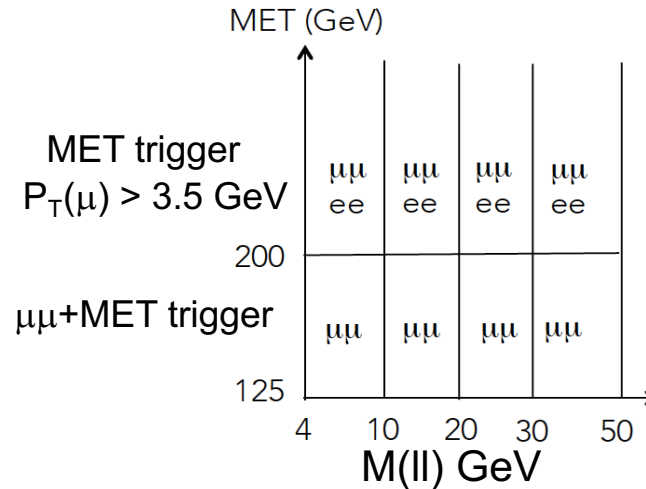 MET (GeV)
MET trigger
P_T(μ) > 3.5 GeV
μμ μμ μμ μμ
ee ee ee ee
200
μμ+MET trigger
μμ μμ μμ μμ
125
4 10 20 30 50
M(ll) GeV